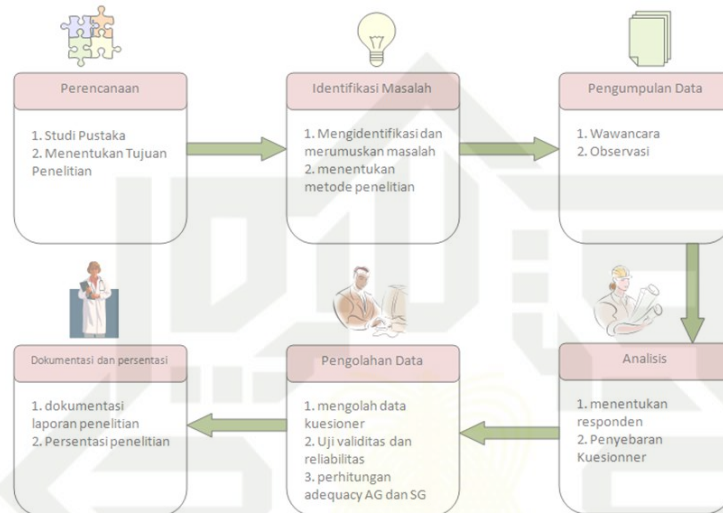 Perencanaan
1. Studi Pustaka
2. Menentukan Tujuan
Penelitian
Identifikasi Masalah
1. Mengidentifikasi dan
merumuskan masalah
2. menentukan
metode penelitian
Pengumpulan Data
1. Wawancara
2. Observasi
Analisis
1. menentukan
responden
2. Penyebaran
Kuesionner
Pengolahan Data
1. mengolah data
kuesioner
2. Uji validitas dan
reliabilitas
3. perhitungan
adequacy AG dan SG
Dokumentasi dan persentasi
1. dokumentasi
laporan penelitian
2. Persentasi penelitian